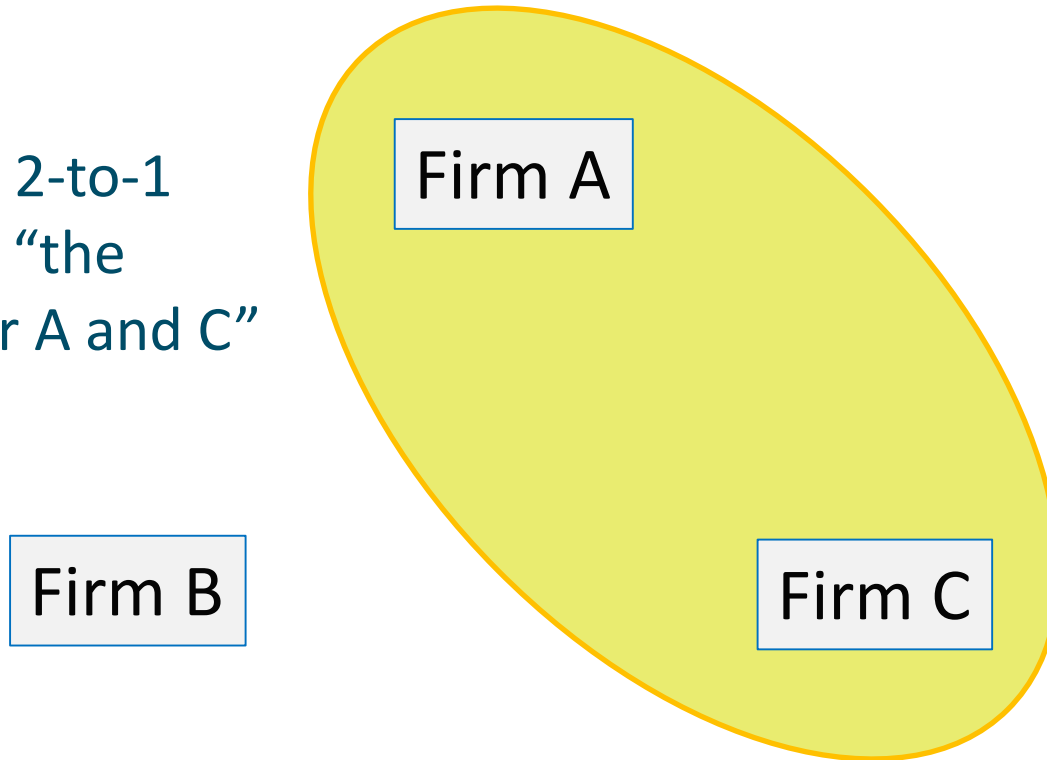 Firm A
2-to-1
“the
r A and C”
Firm B
Firm C